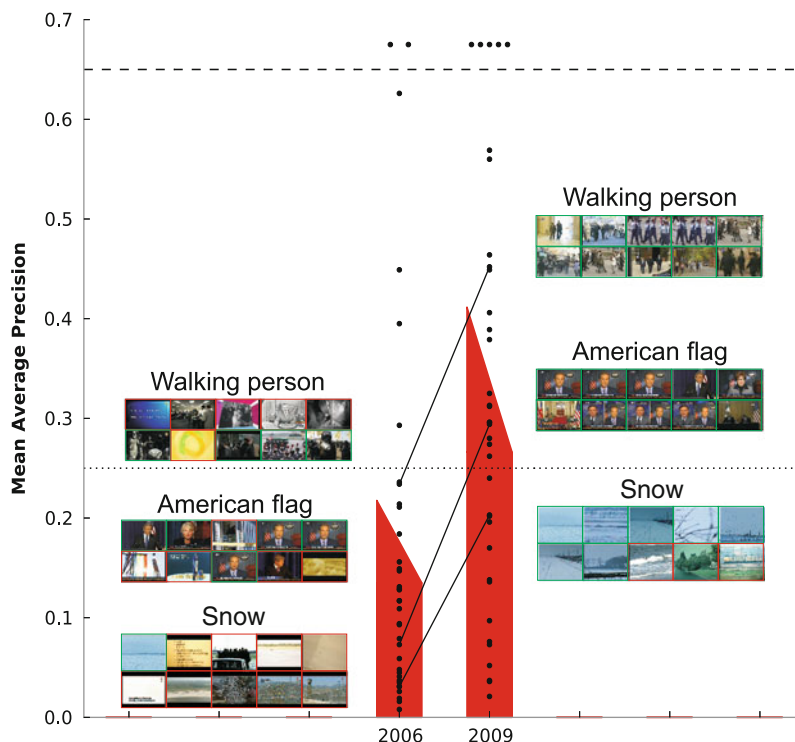 Mean Average Precision
0.7
0.6
0.5
0.4
0.3
0.2
0.1
0.0
Walking person
American flag
Snow
Walking person
American flag
Snow
2006
2009